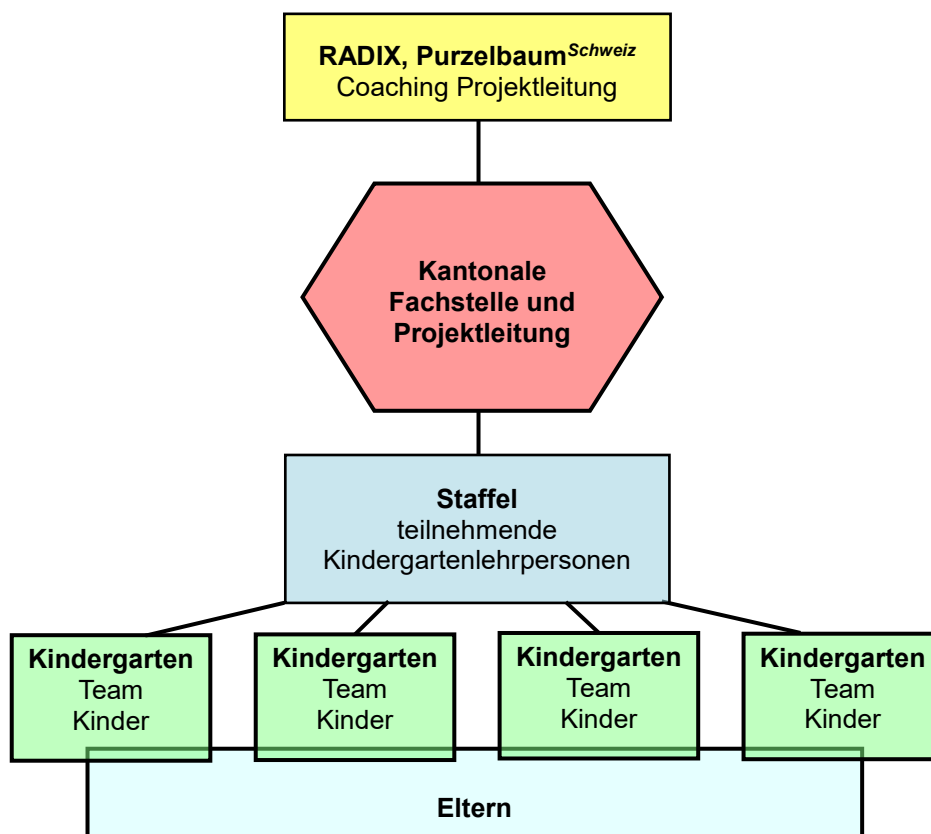 RADIX, Purzelbaum Schweiz
Coaching Projektleitung
Kantonale
Fachstelle und
Projektleitung
Staffel
teilnehmende
Kindergartenlehrpersonen
Kindergarten
Team
Kinder
Kindergarten
Team
Kinder
Kindergarten
Team
Kinder
Kindergarten
Team
Kinder
Eltern